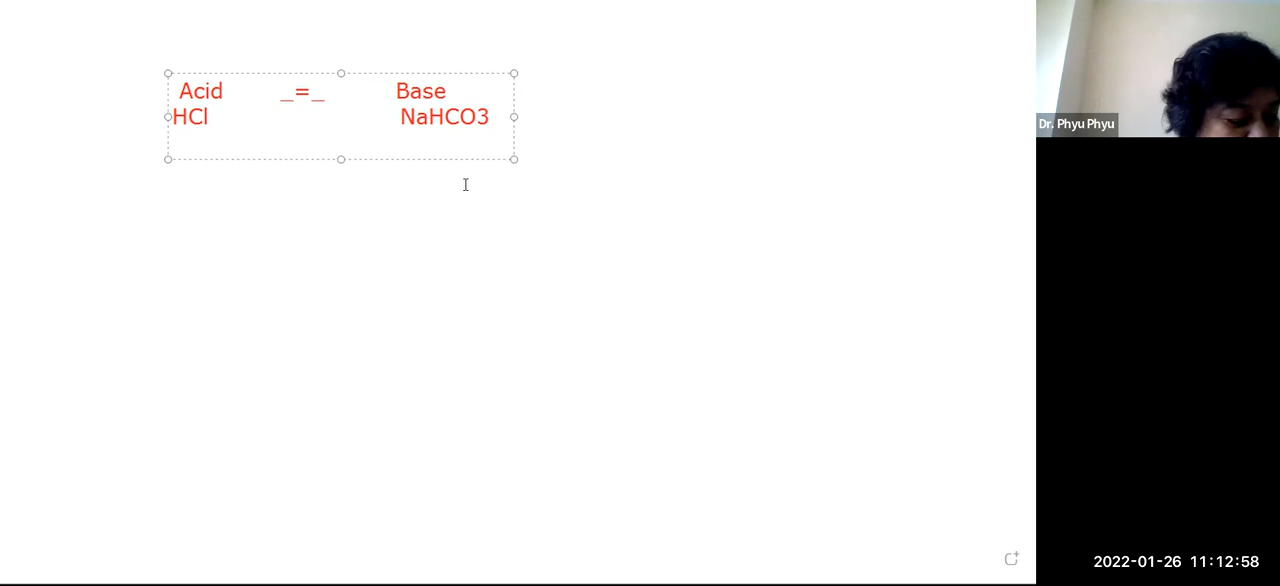 Acid _=_ Base
HCl NaHCO3
Dr. Phyu Phyu
2022-01-26 11:12:58